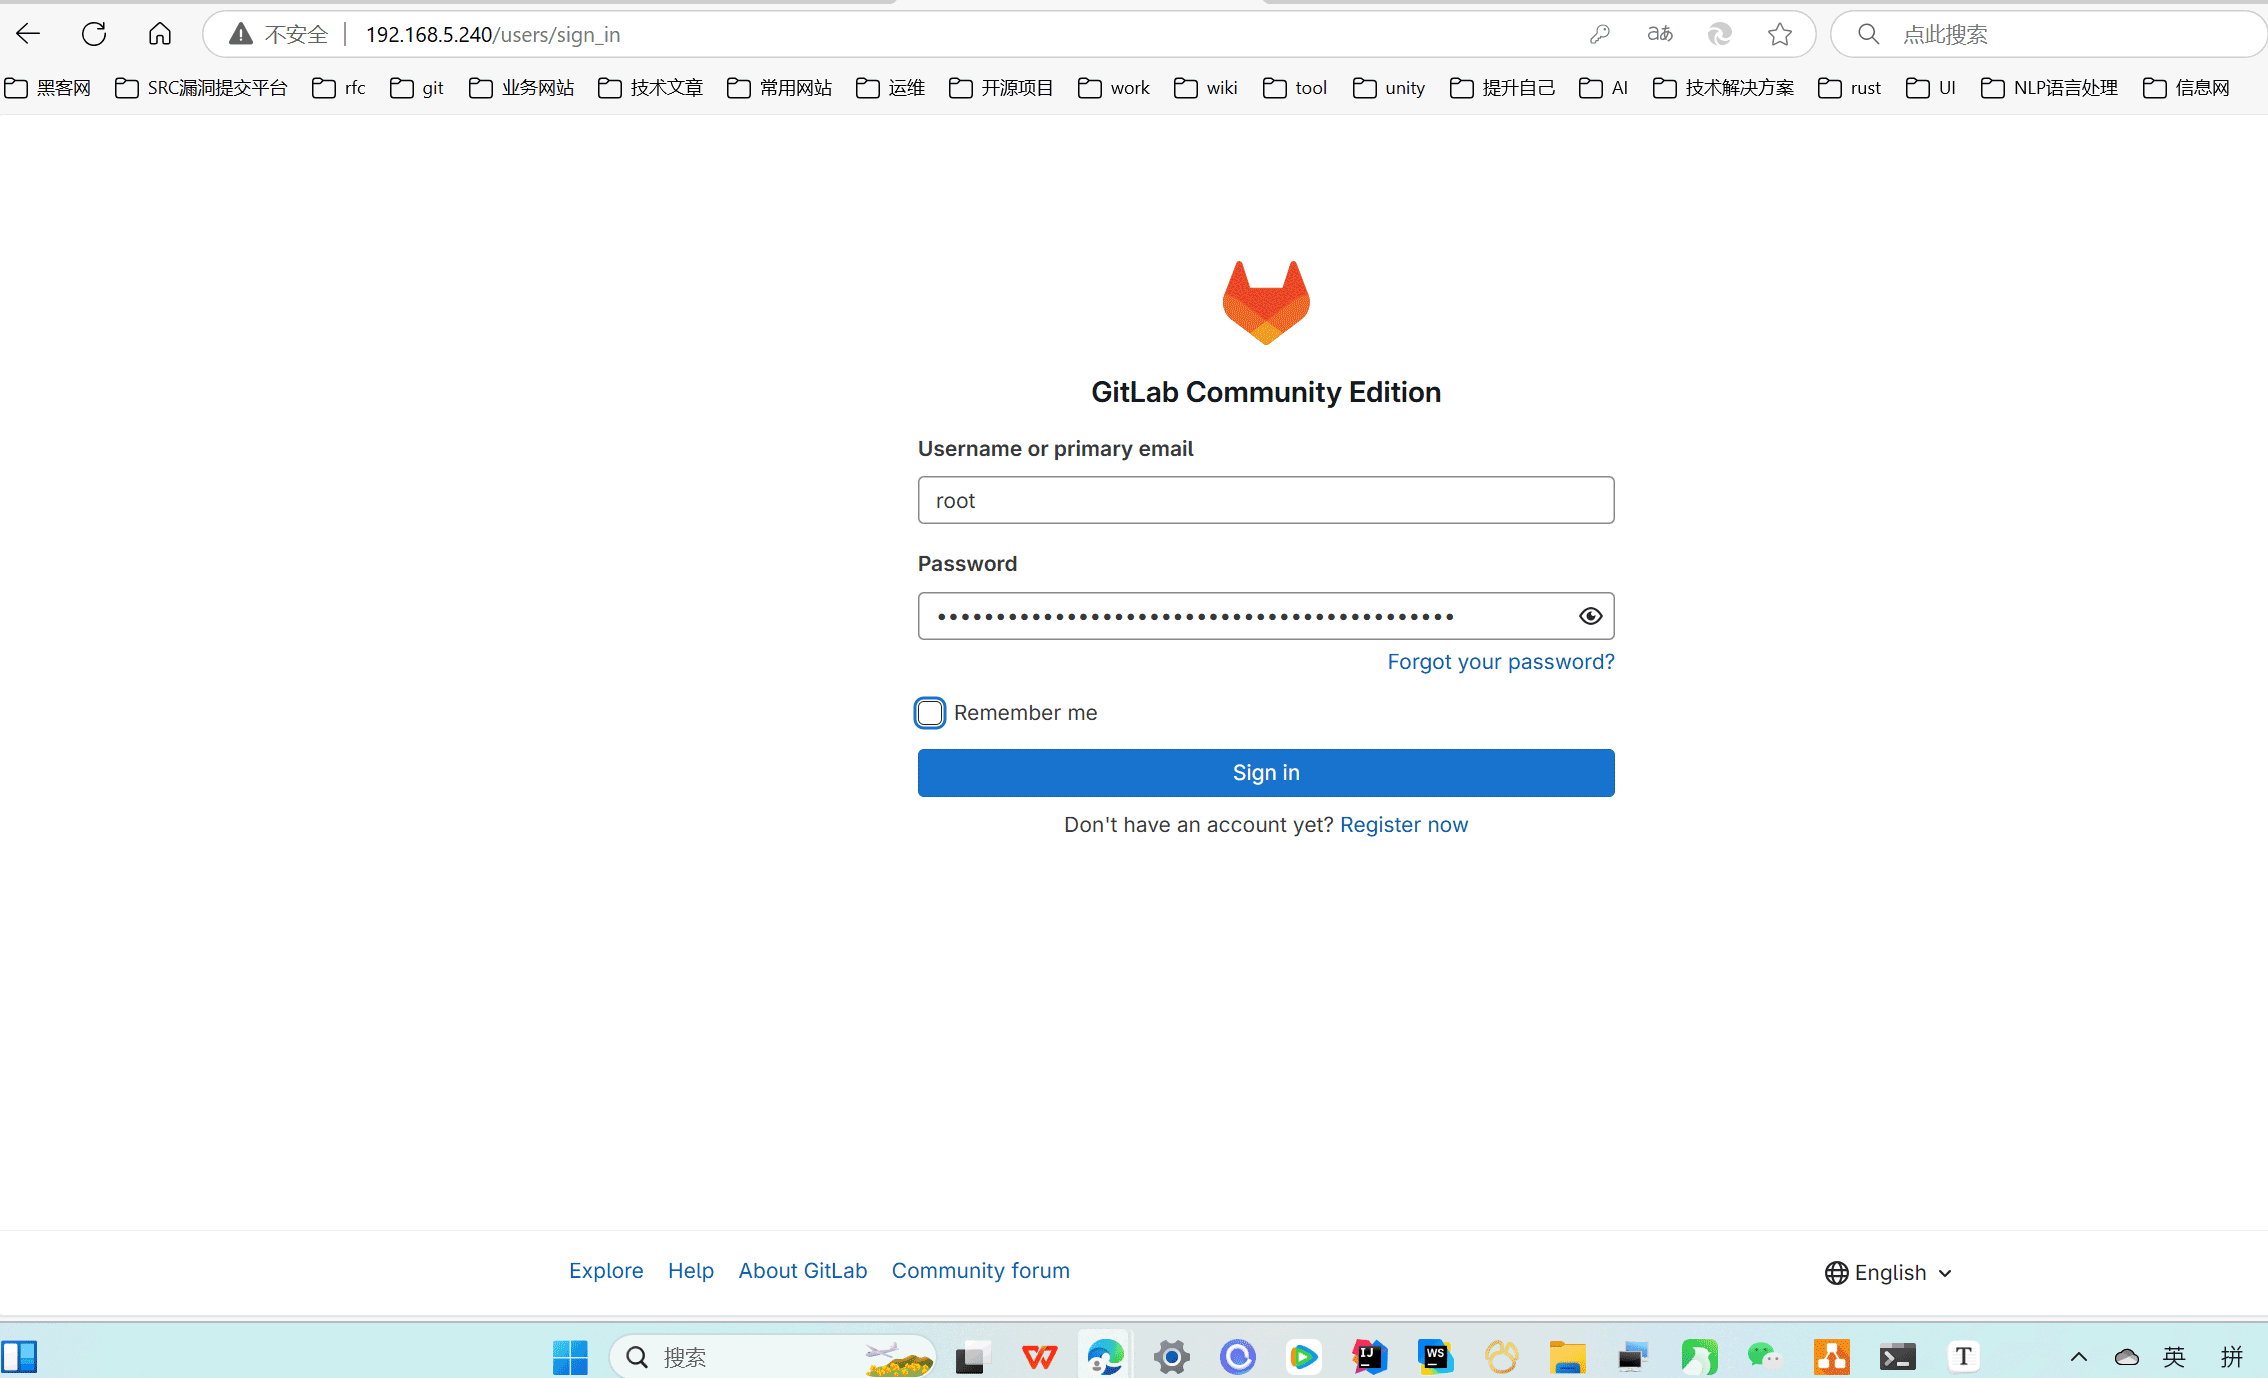 不安全 192.168.5.240/users/sign_in aあ 点此搜索
黑客网 SRC漏洞提交平台 rfc git 业务网站 技术文章 常用网站 运维 开源项目 work wiki tool unity 提升自己 AI 技术解决方案 rust UI NLP语言处理 信息网
GitLab Community Edition
Username or primary email
root
Password
••••••••••••••••••••••••••••••••••••••••••••
Forgot your password?
Remember me
Sign in
Don't have an account yet? Register now
Explore Help About GitLab Community forum English
搜索 IJ WS T 英 拼